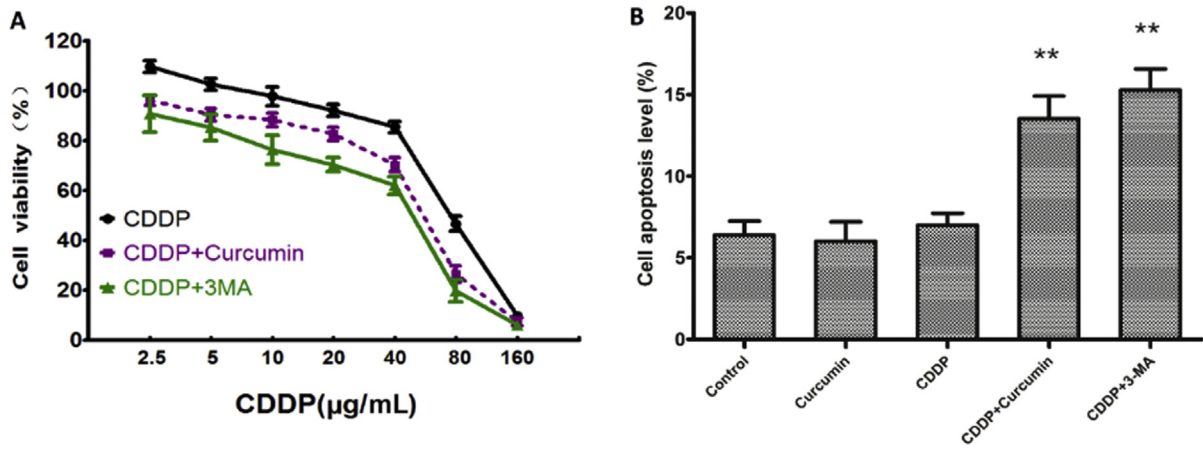 A
Cell viability (%)
120
100
80
60
40
20
0
CDDP
CDDP+Curcumin
CDDP+3MA
2.5 5 10 20 40 80 160
CDDP(μg/mL)
B
Cell apoptosis level (%)
20
15
10
5
0
**
**
Control
Curcumin
CDDP
CDDP+Curcumin
CDDP+3-MA